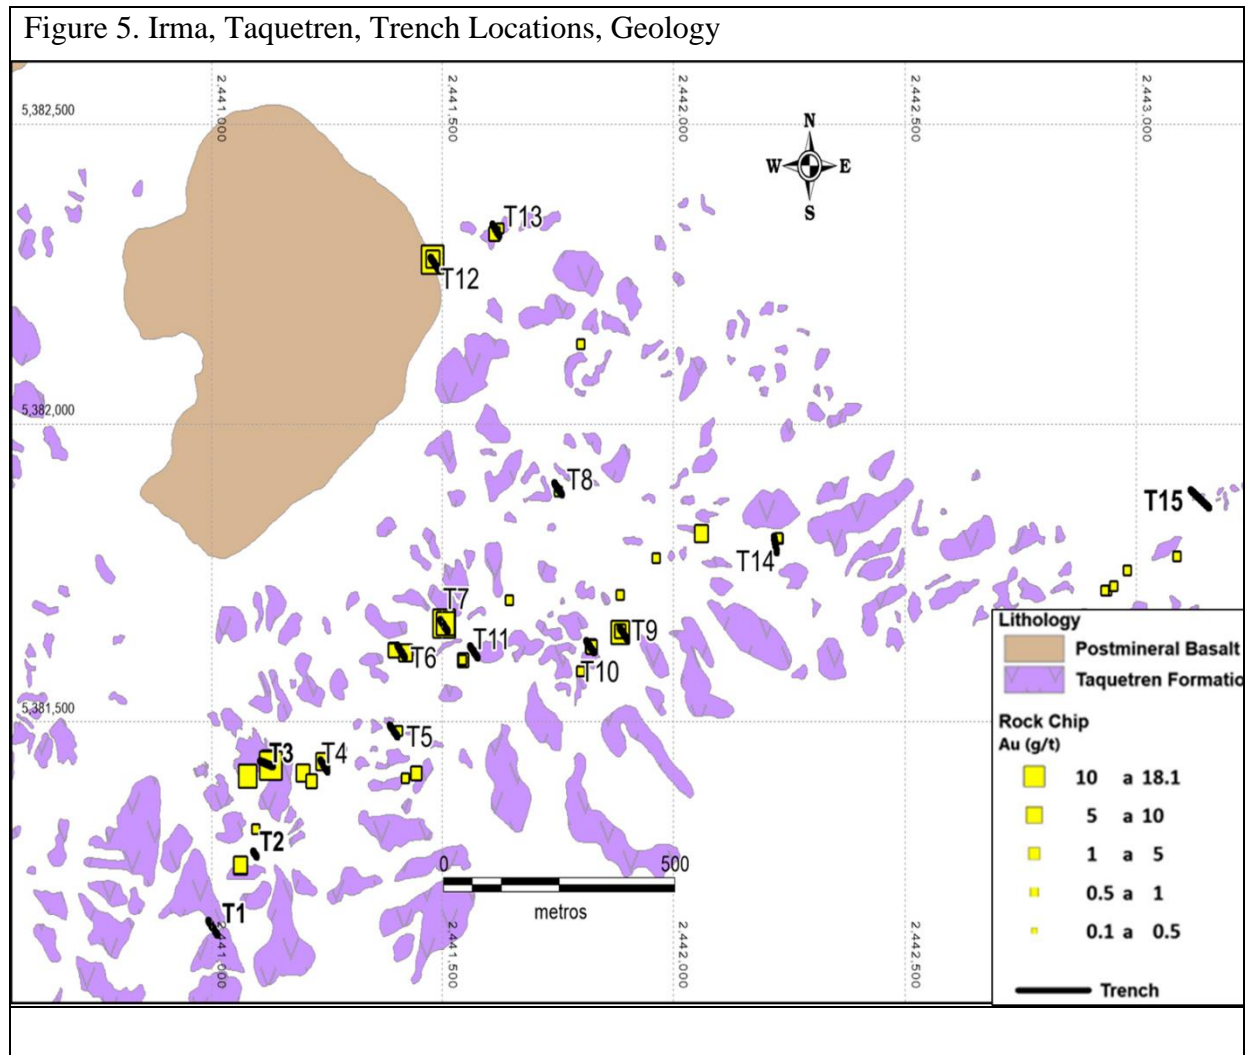 Figure 5. Irma, Taquetren, Trench Locations, Geology
2.441.000
2.441.500
2.442.000
2.442.500
2.443.000
5,382,500
N
W E
S
T13
T12
5,382,000
T8
T15
T14
T7
T11
T9
T6
T10
5,381,500
T5
T3
T4
T2
T1
0 500
metros
2.441.000
2.441.500
2.442.000
2.442.500
Lithology
Postmineral Basalt
Taquetren Formatio
Rock Chip
Au (g/t)
10 a 18.1
5 a 10
1 a 5
0.5 a 1
0.1 a 0.5
Trench